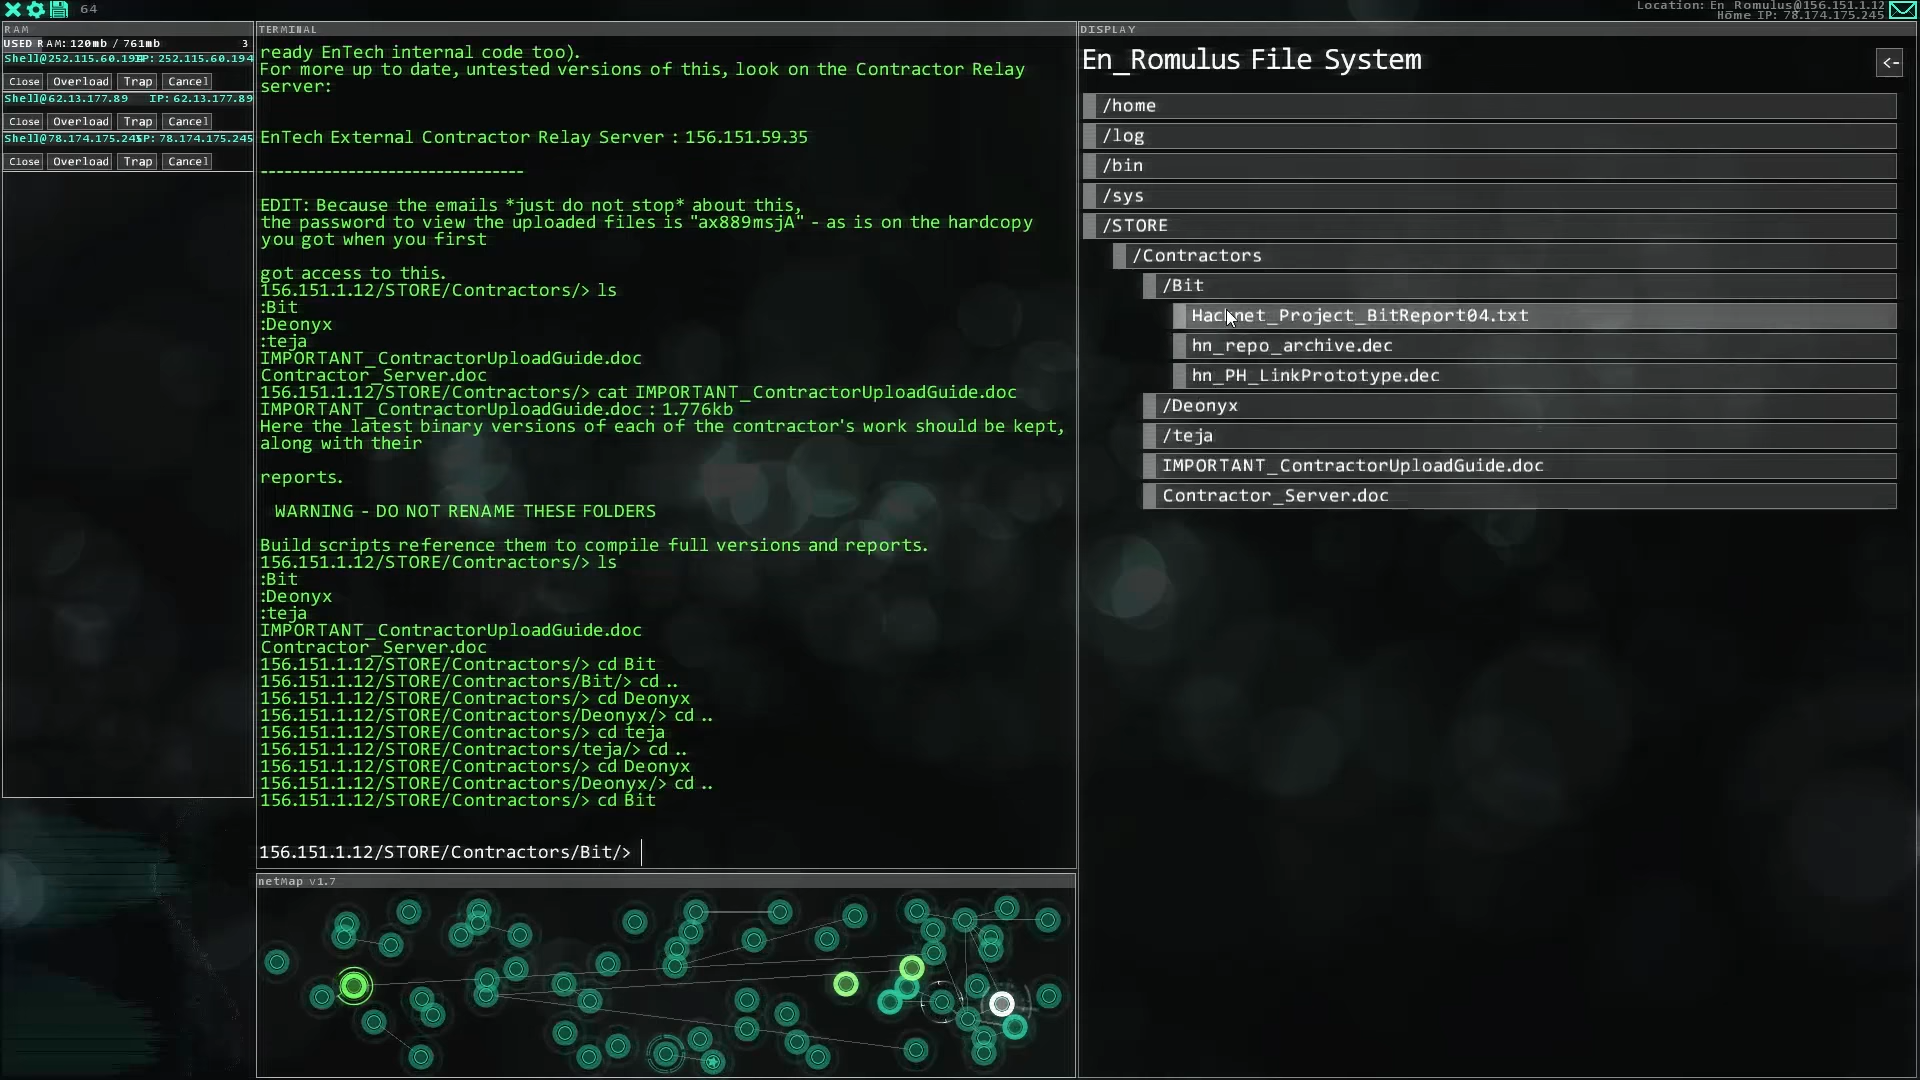 64
Location: En_Romulus@156.151.1.12
Home IP: 78.174.175.245
RAM
USED RAM: 120mb / 761mb 3
Shell@252.115.60.194 IP: 252.115.60.194
Close Overload Trap Cancel
Shell@62.13.177.89 IP: 62.13.177.89
Close Overload Trap Cancel
Shell@78.174.175.245 IP: 78.174.175.245
Close Overload Trap Cancel
TERMINAL
ready EnTech internal code too).
For more up to date, untested versions of this, look on the Contractor Relay
server:
EnTech External Contractor Relay Server : 156.151.59.35
--------------------------------
EDIT: Because the emails *just do not stop* about this,
the password to view the uploaded files is "ax889msjA" - as is on the hardcopy
you got when you first
got access to this.
156.151.1.12/STORE/Contractors/> ls
:Bit
:Deonyx
:teja
IMPORTANT_ContractorUploadGuide.doc
Contractor_Server.doc
156.151.1.12/STORE/Contractors/> cat IMPORTANT_ContractorUploadGuide.doc
IMPORTANT_ContractorUploadGuide.doc : 1.776kb
Here the latest binary versions of each of the contractor's work should be kept,
along with their
reports.
WARNING - DO NOT RENAME THESE FOLDERS
Build scripts reference them to compile full versions and reports.
156.151.1.12/STORE/Contractors/> ls
:Bit
:Deonyx
:teja
IMPORTANT_ContractorUploadGuide.doc
Contractor_Server.doc
156.151.1.12/STORE/Contractors/> cd Bit
156.151.1.12/STORE/Contractors/Bit/> cd ..
156.151.1.12/STORE/Contractors/> cd Deonyx
156.151.1.12/STORE/Contractors/Deonyx/> cd ..
156.151.1.12/STORE/Contractors/> cd teja
156.151.1.12/STORE/Contractors/teja/> cd ..
156.151.1.12/STORE/Contractors/> cd Deonyx
156.151.1.12/STORE/Contractors/Deonyx/> cd ..
156.151.1.12/STORE/Contractors/> cd Bit
156.151.1.12/STORE/Contractors/Bit/>
netMap v1.7
DISPLAY
En_Romulus File System
<-
/home
/log
/bin
/sys
/STORE
/Contractors
/Bit
Hacknet_Project_BitReport04.txt
hn_repo_archive.dec
hn_PH_LinkPrototype.dec
/Deonyx
/teja
IMPORTANT_ContractorUploadGuide.doc
Contractor_Server.doc